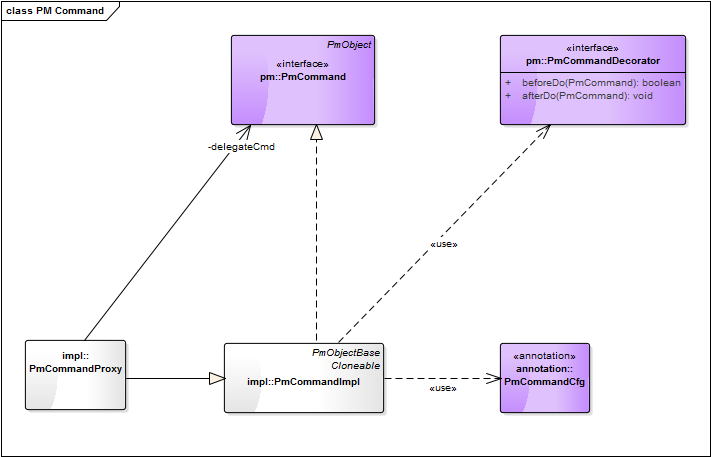 class PM Command
PmObject
«interface»
pm::PmCommand
«interface»
pm::PmCommandDecorator
+ beforeDo(PmCommand): boolean
+ afterDo(PmCommand): void
-delegateCmd
«use»
impl::
PmCommandProxy
PmObjectBase
Cloneable
impl::PmCommandImpl
«use»
«annotation»
annotation::
PmCommandCfg